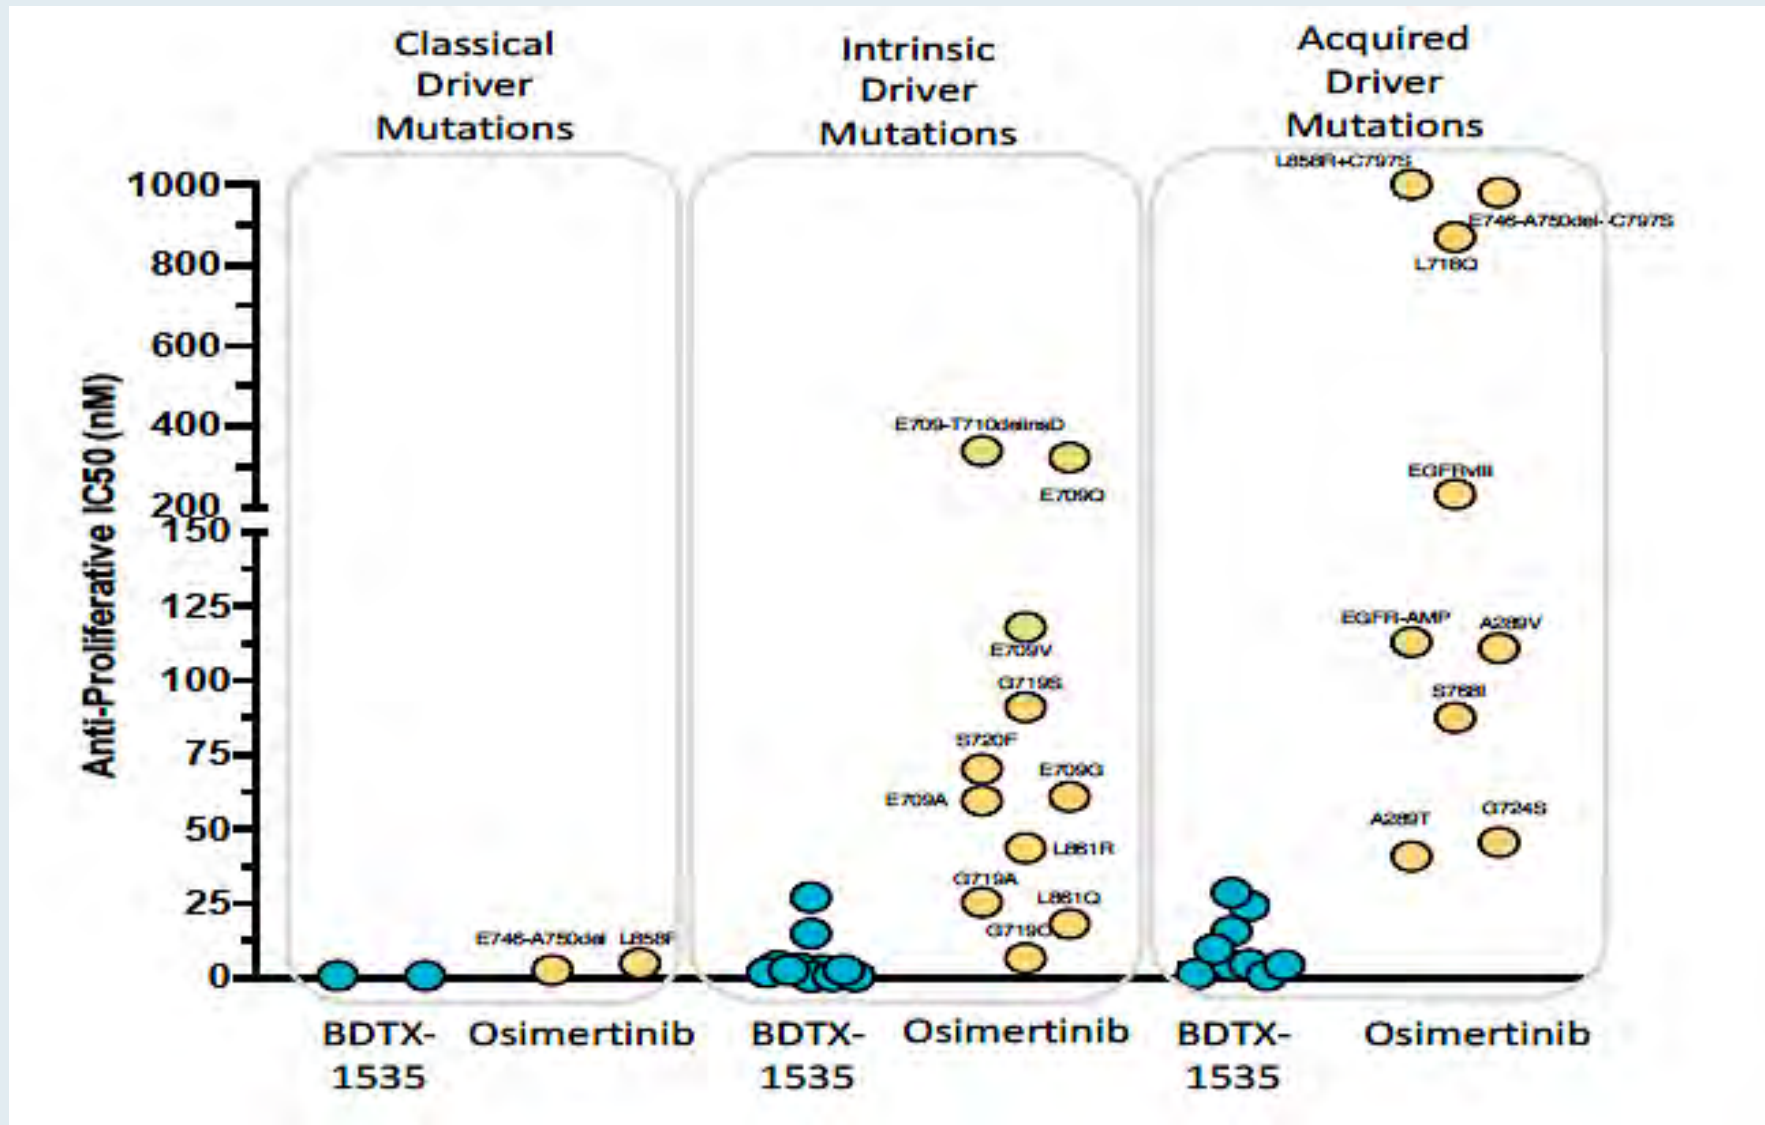 Classical
Driver
Mutations
Intrinsic
Driver
Mutations
Acquired
Driver
Mutations
Anti-Proliferative IC50 (nM)
1000
800
600
400
200
150
125
100
75
50
25
0
E746-A750del
L858R
E709-T710delinsD
E709Q
E709V
G719S
S720F
E709G
E709A
L861R
G719A
L861Q
G719C
L858R+C797S
E746-A750del- C797S
L718Q
EGFRvIII
EGFR-AMP
A289V
S768I
G724S
A289T
BDTX-
1535
Osimertinib
BDTX-
1535
Osimertinib
BDTX-
1535
Osimertinib